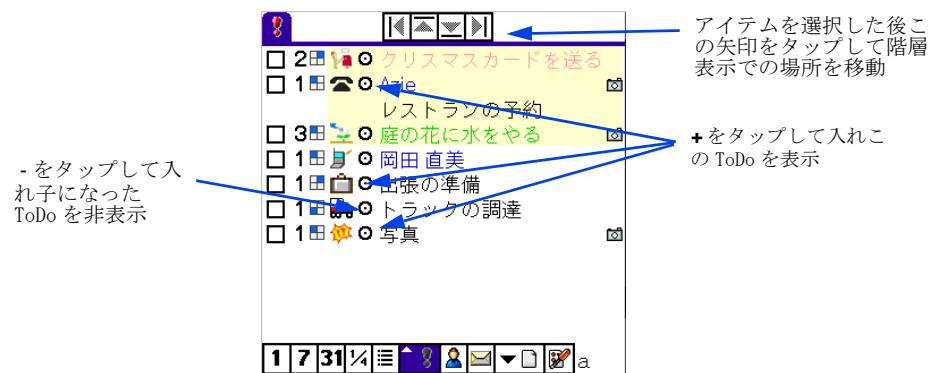 アイテムを選択した後こ
の矢印をタップして階層
表示での場所を移動
2 クリスマスカードを送る
1 Azie
レストランの予約
3 庭の花に水をやる
1 岡田 直美
1 出張の準備
1 トラックの調達
1 写真
+ をタップして入れこ
の ToDo を表示
- をタップして入
れ子になった
ToDo を非表示
1 7 31 1/4 a